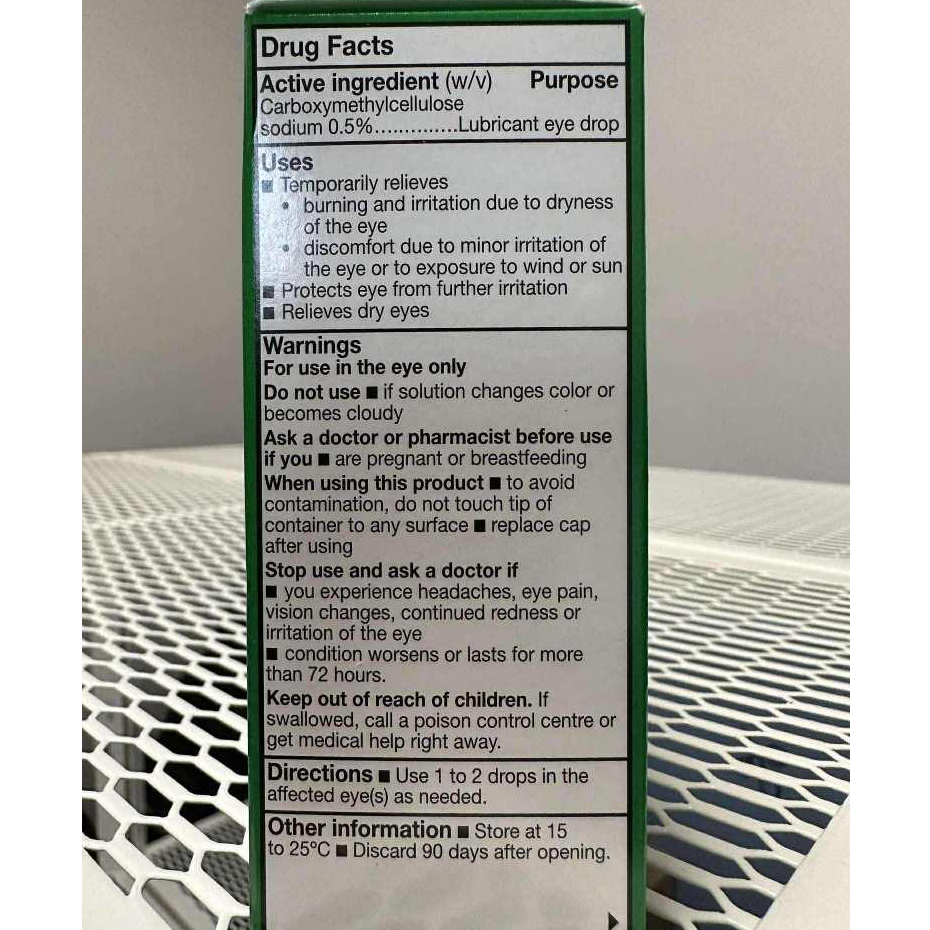 Drug Facts
Active ingredient (w/v) Purpose
Carboxymethylcellulose
sodium 0.5%..............Lubricant eye drop
Uses
■ Temporarily relieves
• burning and irritation due to dryness
of the eye
• discomfort due to minor irritation of
the eye or to exposure to wind or sun
■ Protects eye from further irritation
■ Relieves dry eyes
Warnings
For use in the eye only
Do not use ■ if solution changes color or
becomes cloudy
Ask a doctor or pharmacist before use
if you ■ are pregnant or breastfeeding
When using this product ■ to avoid
contamination, do not touch tip of
container to any surface ■ replace cap
after using
Stop use and ask a doctor if
■ you experience headaches, eye pain,
vision changes, continued redness or
irritation of the eye
■ condition worsens or lasts for more
than 72 hours.
Keep out of reach of children. If
swallowed, call a poison control centre or
get medical help right away.
Directions ■ Use 1 to 2 drops in the
affected eye(s) as needed.
Other information ■ Store at 15
to 25°C ■ Discard 90 days after opening.